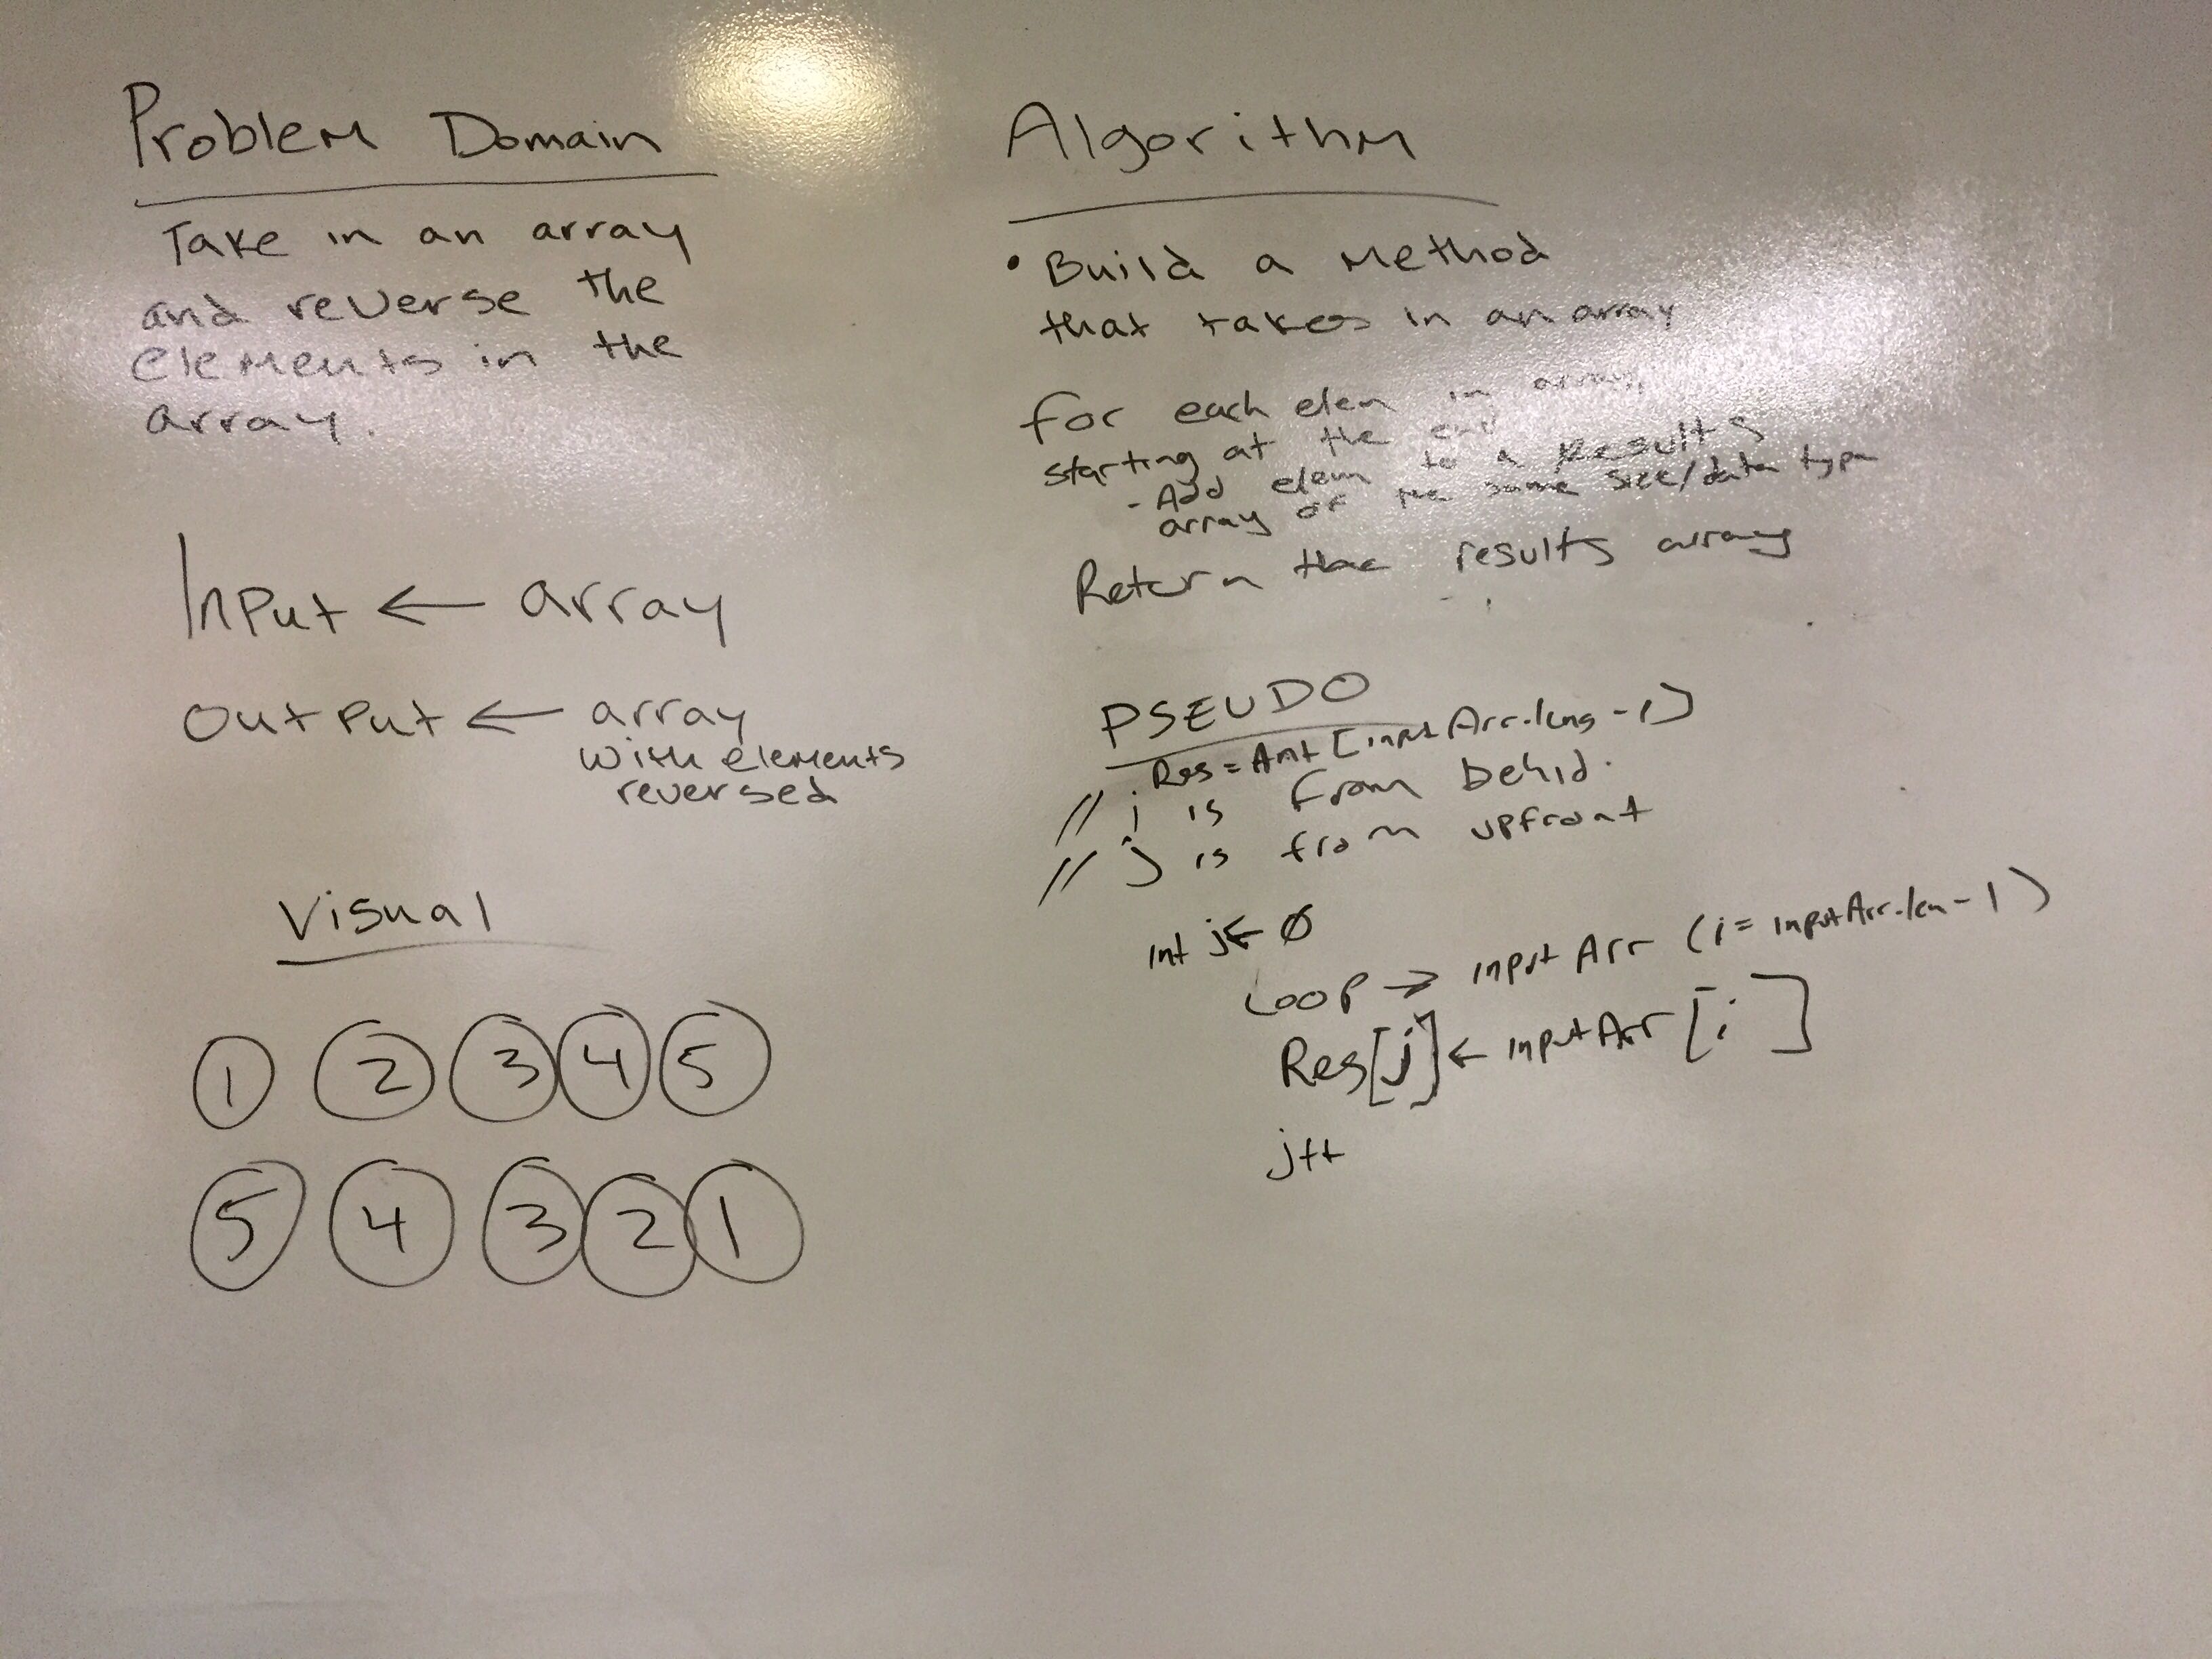 Problem Domain
Take in an array
and reverse the
elements in the
array.
Input ← array
Output ← array
with elements
reversed
Visual
1 2 3 4 5
5 4 3 2 1
Algorithm
• Build a Method
that takes in an array
for each elem in array,
starting at the end
- Add elem to a Results
array of the same size/data type
Return the results array
PSEUDO
Res = [inputArr.leng -1]
// i is from behid.
// j is from upfront
int j ← 0
LOOP → inputArr (i = inputArr.len - 1)
Res[j] ← inputArr[i]
j++